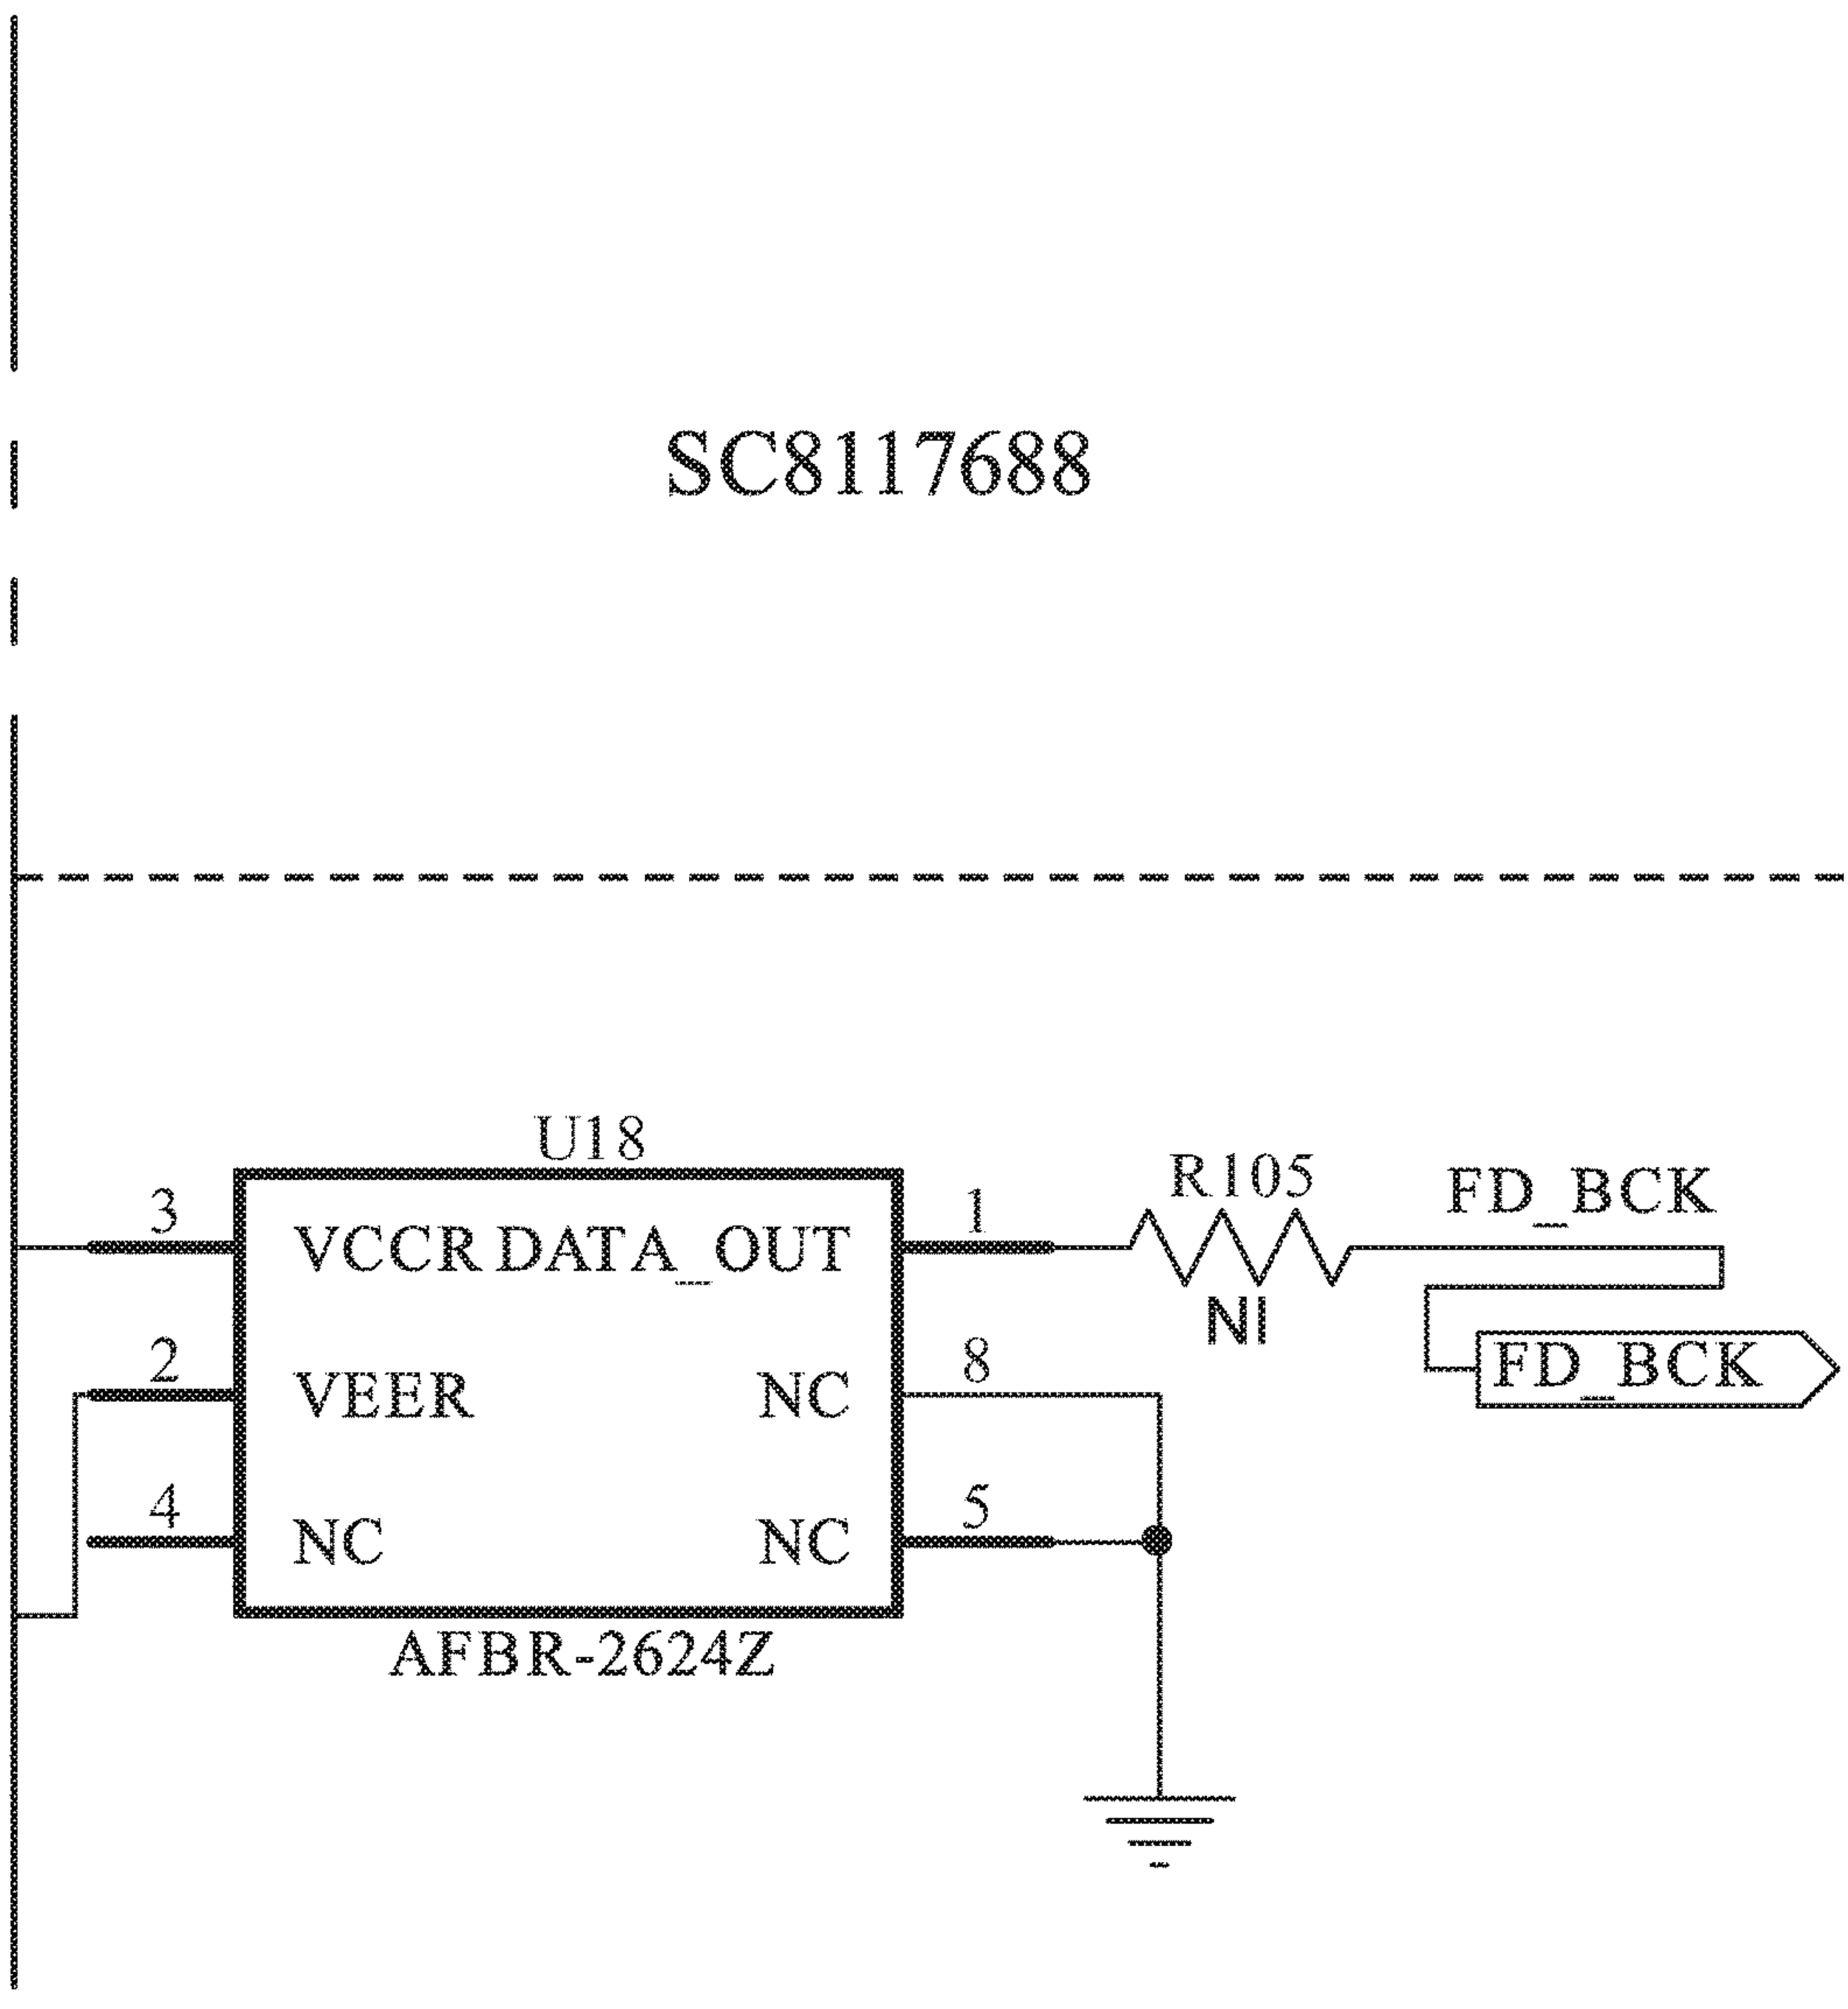 SC8117688
U18
3
VCCR DATA_OUT
1
R105
NI
FD_BCK
2
VEER
NC
8
FD_BCK
4
NC
NC
5
AFBR-2624Z